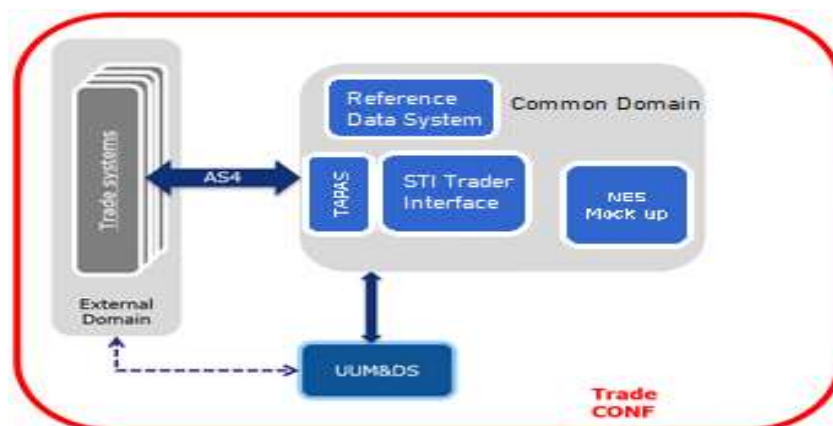 Reference
Data System
Common Domain
Trade systems
AS4
TAPAS
STI Trader
Interface
NES
Mock up
External
Domain
UUM&DS
Trade
CONF